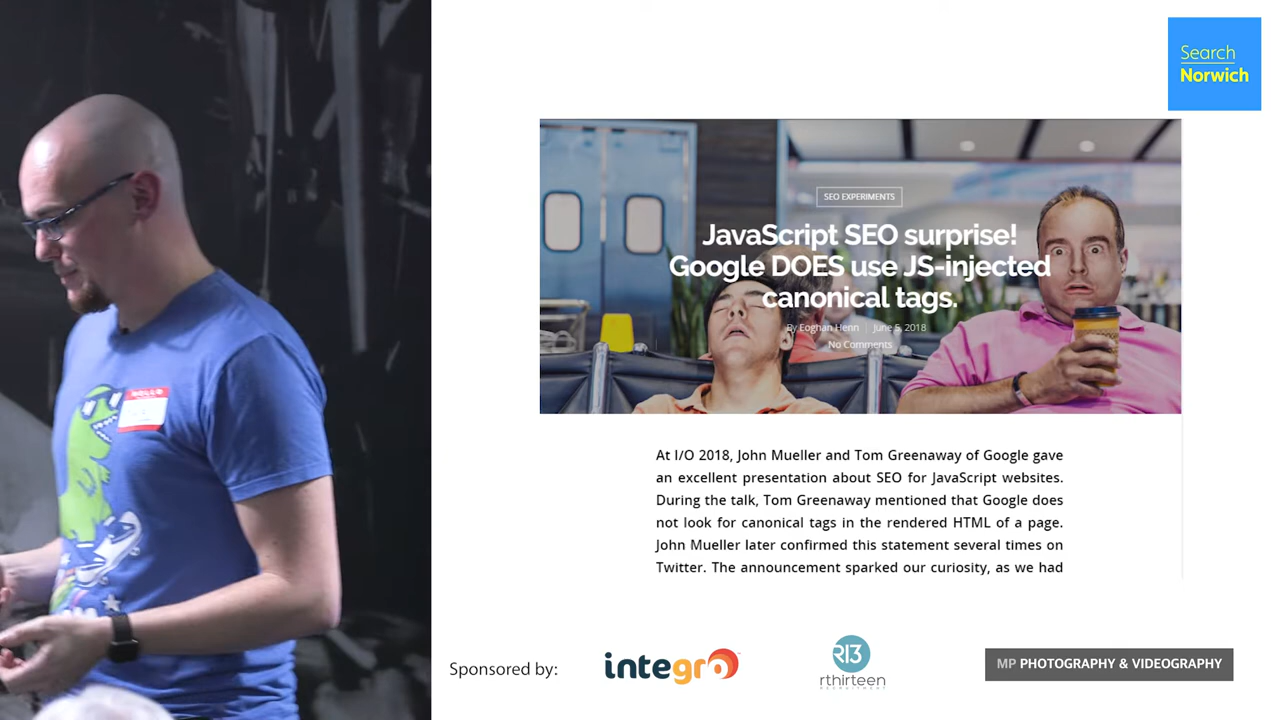 Search
Norwich
SEO EXPERIMENTS
JavaScript SEO surprise!
Google DOES use JS-injected
canonical tags.
By Eoghan Henn | June 5, 2018
No Comments
At I/O 2018, John Mueller and Tom Greenaway of Google gave
an excellent presentation about SEO for JavaScript websites.
During the talk, Tom Greenaway mentioned that Google does
not look for canonical tags in the rendered HTML of a page.
John Mueller later confirmed this statement several times on
Twitter. The announcement sparked our curiosity, as we had
HELLO
Sponsored by:
integro
R13
rthirteen
RECRUITMENT
MP PHOTOGRAPHY & VIDEOGRAPHY